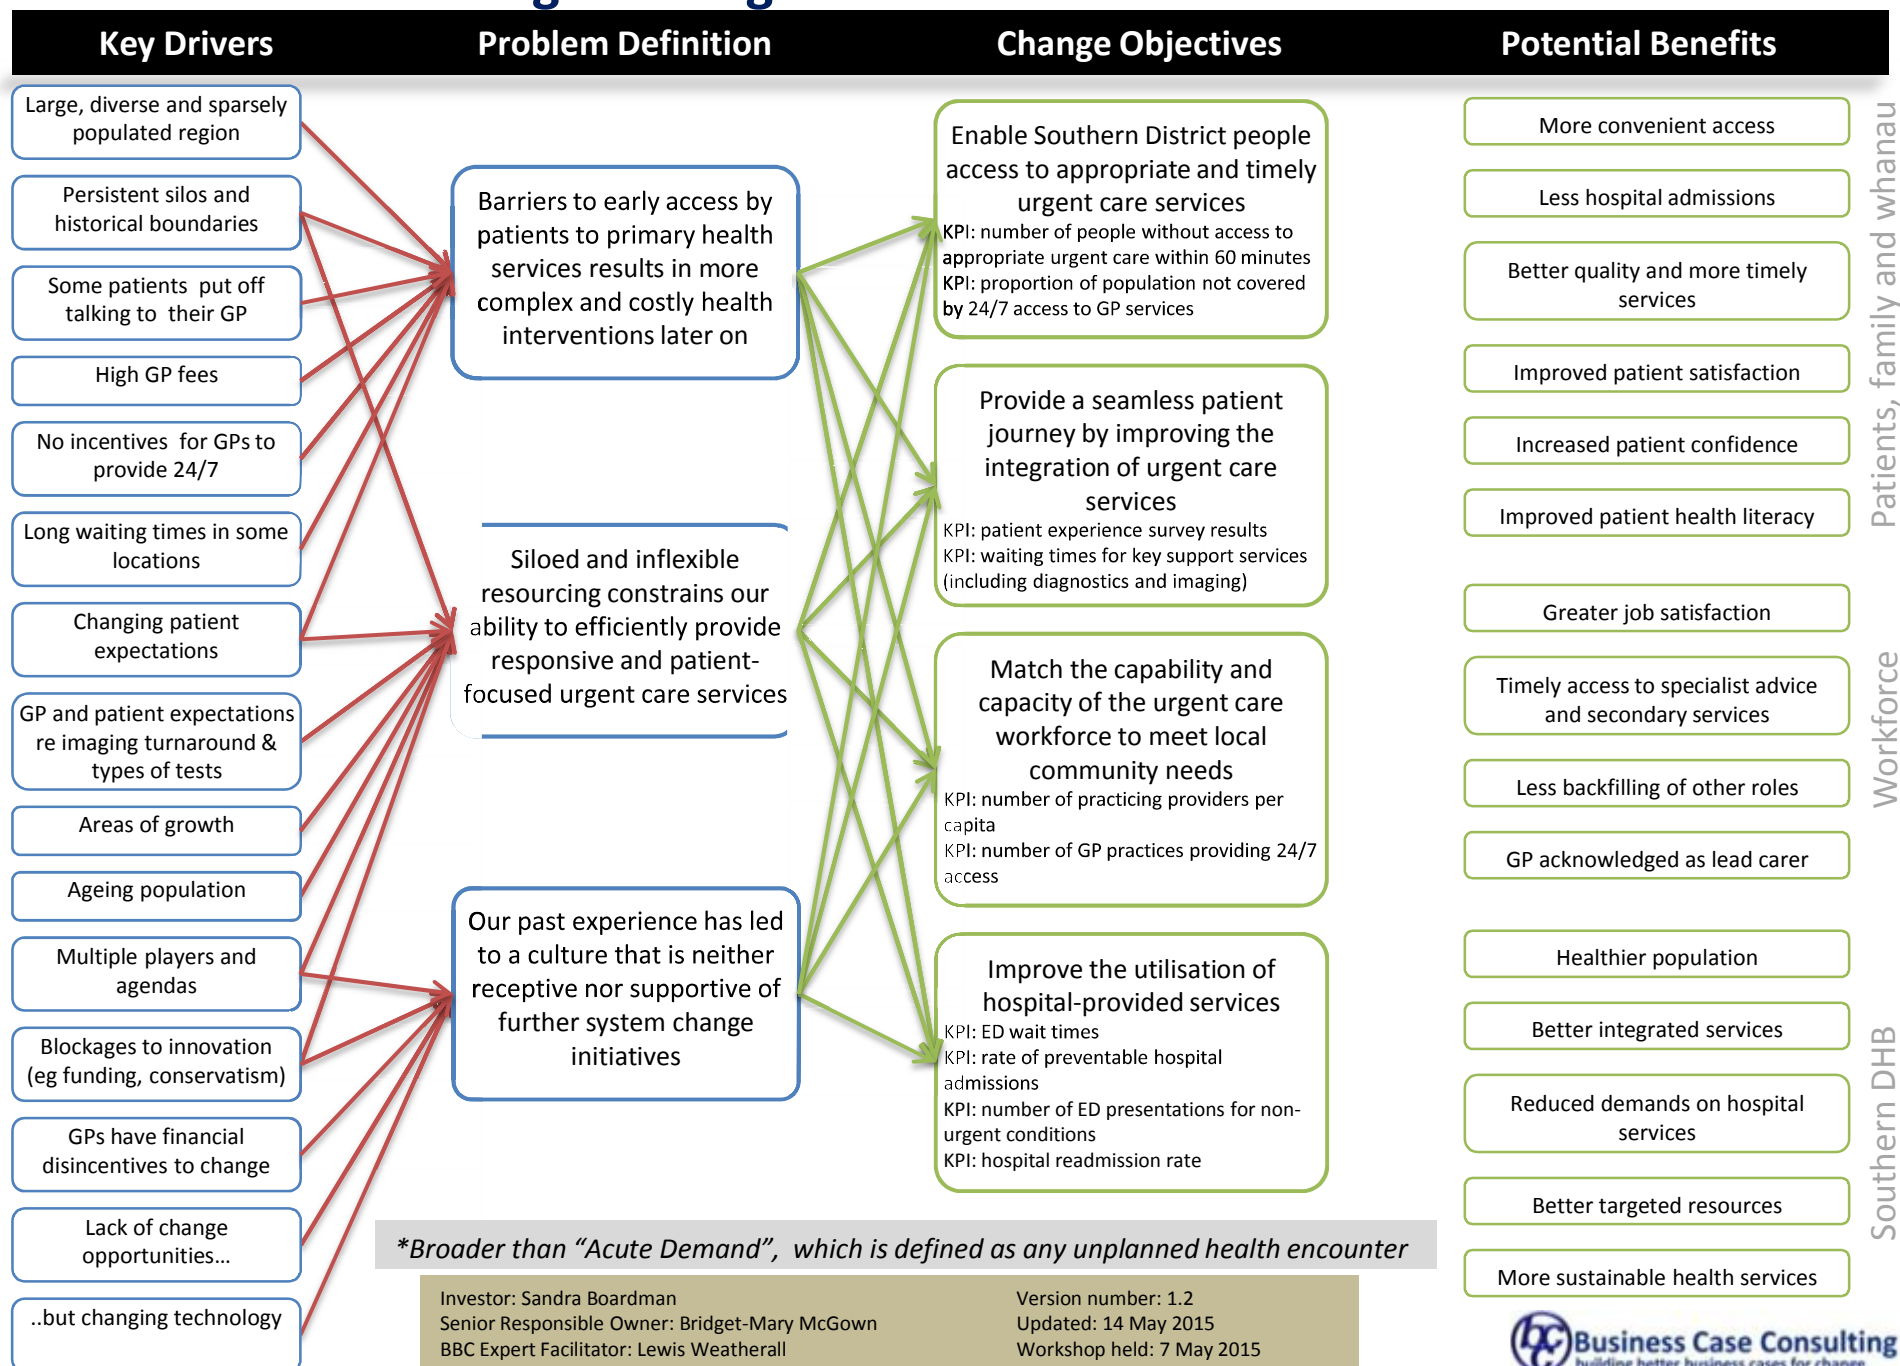 Key Drivers
Problem Definition
Change Objectives
Potential Benefits
Large, diverse and sparsely
populated region
Persistent silos and
historical boundaries
Some patients put off
talking to their GP
High GP fees
No incentives for GPs to
provide 24/7
Long waiting times in some
locations
Changing patient
expectations
GP and patient expectations
re imaging turnaround &
types of tests
Areas of growth
Ageing population
Multiple players and
agendas
Blockages to innovation
(eg funding, conservatism)
GPs have financial
disincentives to change
Lack of change
opportunities…
..but changing technology
Barriers to early access by
patients to primary health
services results in more
complex and costly health
interventions later on
Siloed and inflexible
resourcing constrains our
ability to efficiently provide
responsive and patient-
focused urgent care services
Our past experience has led
to a culture that is neither
receptive nor supportive of
further system change
initiatives
Enable Southern District people
access to appropriate and timely
urgent care services
KPI: number of people without access to
appropriate urgent care within 60 minutes
KPI: proportion of population not covered
by 24/7 access to GP services
Provide a seamless patient
journey by improving the
integration of urgent care
services
KPI: patient experience survey results
KPI: waiting times for key support services
(including diagnostics and imaging)
Match the capability and
capacity of the urgent care
workforce to meet local
community needs
KPI: number of practicing providers per
capita
KPI: number of GP practices providing 24/7
access
Improve the utilisation of
hospital-provided services
KPI: ED wait times
KPI: rate of preventable hospital
admissions
KPI: number of ED presentations for non-
urgent conditions
KPI: hospital readmission rate
More convenient access
Less hospital admissions
Better quality and more timely
services
Improved patient satisfaction
Increased patient confidence
Improved patient health literacy
Patients, family and whanau
Greater job satisfaction
Timely access to specialist advice
and secondary services
Less backfilling of other roles
GP acknowledged as lead carer
Workforce
Healthier population
Better integrated services
Reduced demands on hospital
services
Better targeted resources
More sustainable health services
Southern DHB
*Broader than “Acute Demand”, which is defined as any unplanned health encounter
Investor: Sandra Boardman
Senior Responsible Owner: Bridget-Mary McGown
BBC Expert Facilitator: Lewis Weatherall
Version number: 1.2
Updated: 14 May 2015
Workshop held: 7 May 2015
bcc
Business Case Consulting
building better business cases for change